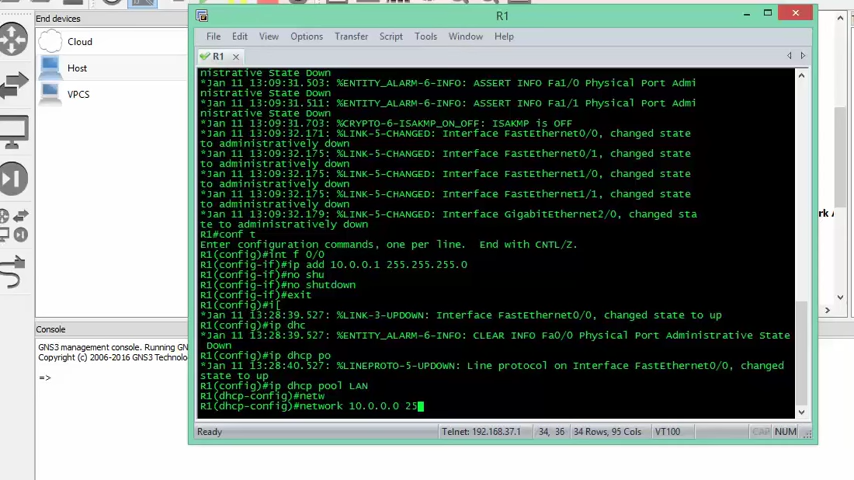 End devices
Cloud
Host
VPCS
R1
File Edit View Options Transfer Script Tools Window Help
R1
nistrative State Down
*Jan 11 13:09:31.503: %ENTITY_ALARM-6-INFO: ASSERT INFO Fa1/0 Physical Port Admi
nistrative State Down
*Jan 11 13:09:31.511: %ENTITY_ALARM-6-INFO: ASSERT INFO Fa1/1 Physical Port Admi
nistrative State Down
*Jan 11 13:09:31.703: %CRYPTO-6-ISAKMP_ON_OFF: ISAKMP is OFF
*Jan 11 13:09:32.171: %LINK-5-CHANGED: Interface FastEthernet0/0, changed state
to administratively down
*Jan 11 13:09:32.175: %LINK-5-CHANGED: Interface FastEthernet0/1, changed state
to administratively down
*Jan 11 13:09:32.175: %LINK-5-CHANGED: Interface FastEthernet1/0, changed state
to administratively down
*Jan 11 13:09:32.175: %LINK-5-CHANGED: Interface FastEthernet1/1, changed state
to administratively down
*Jan 11 13:09:32.179: %LINK-5-CHANGED: Interface GigabitEthernet2/0, changed sta
te to administratively down
R1#conf t
Enter configuration commands, one per line. End with CNTL/Z.
R1(config)#int f 0/0
R1(config-if)#ip add 10.0.0.1 255.255.255.0
R1(config-if)#no shu
R1(config-if)#no shutdown
R1(config-if)#exit
R1(config)#i[
*Jan 11 13:28:39.527: %LINK-3-UPDOWN: Interface FastEthernet0/0, changed state to up
R1(config)#ip dhc
*Jan 11 13:28:39.527: %ENTITY_ALARM-6-INFO: CLEAR INFO Fa0/0 Physical Port Administrative State
Down
R1(config)#ip dhcp po
*Jan 11 13:28:40.527: %LINEPROTO-5-UPDOWN: Line protocol on Interface FastEthernet0/0, changed
state to up
R1(config)#ip dhcp pool LAN
R1(dhcp-config)#netw
R1(dhcp-config)#network 10.0.0.0 25
Ready Telnet: 192.168.37.1 34, 36 34 Rows, 95 Cols VT100 CAP NUM
Console
GNS3 management console. Running GN
Copyright (c) 2006-2016 GNS3 Technolo
=>
rk A